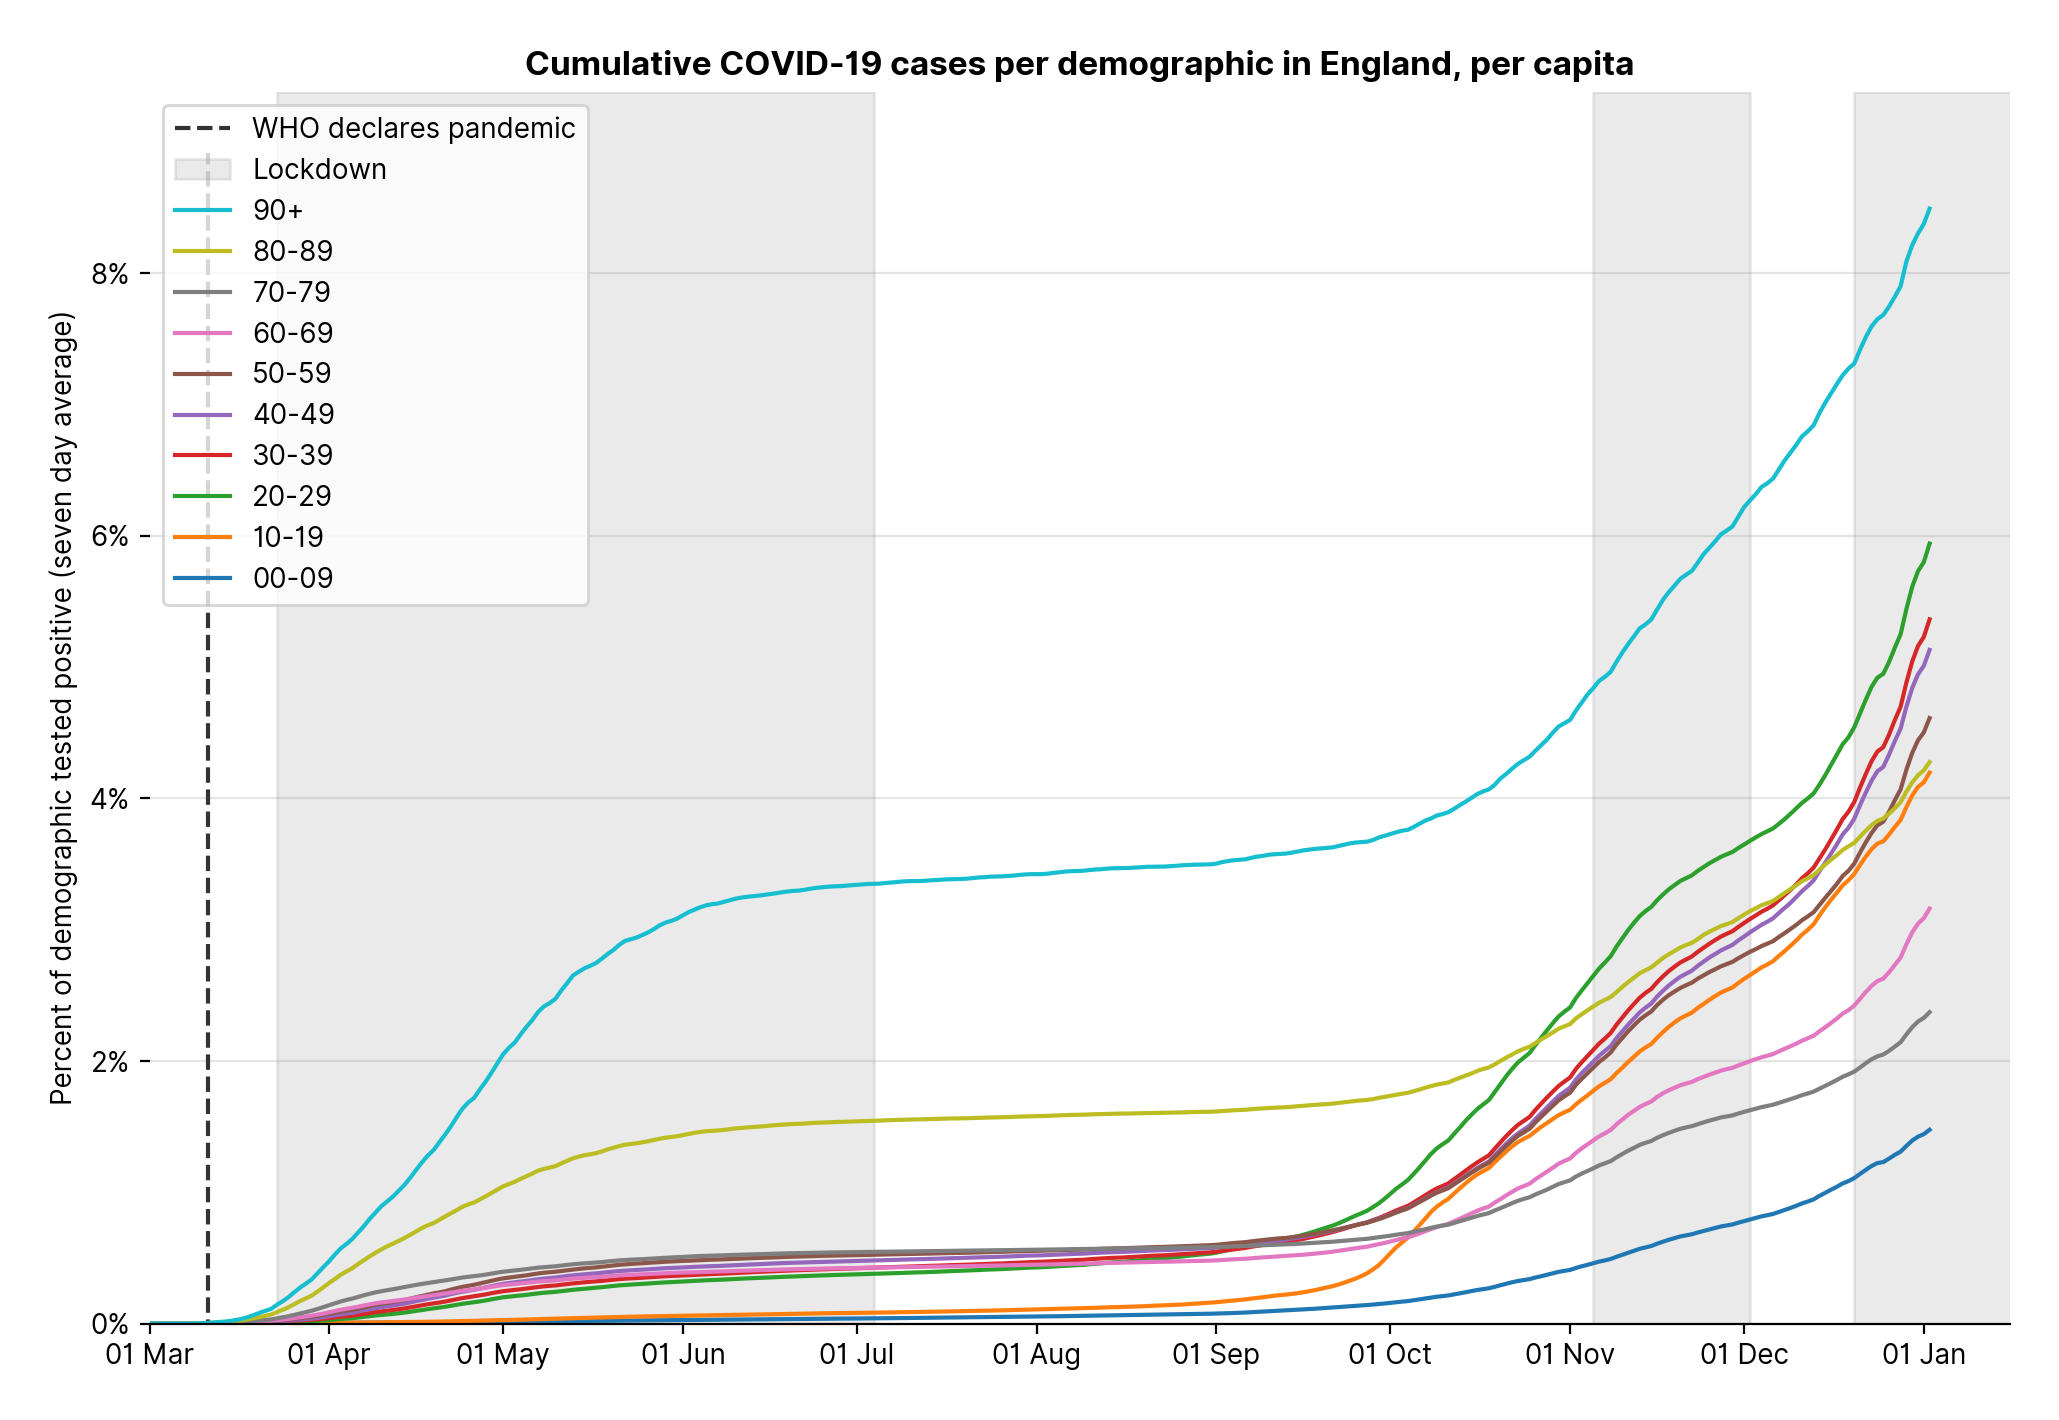 Cumulative COVID-19 cases per demographic in England, per capita
WHO declares pandemic
Lockdown
90+
80-89
70-79
60-69
50-59
40-49
30-39
20-29
10-19
00-09
Percent of demographic tested positive (seven day average)
8%
6%
4%
2%
0%
01 Mar
01 Apr
01 May
01 Jun
01 Jul
01 Aug
01 Sep
01 Oct
01 Nov
01 Dec
01 Jan